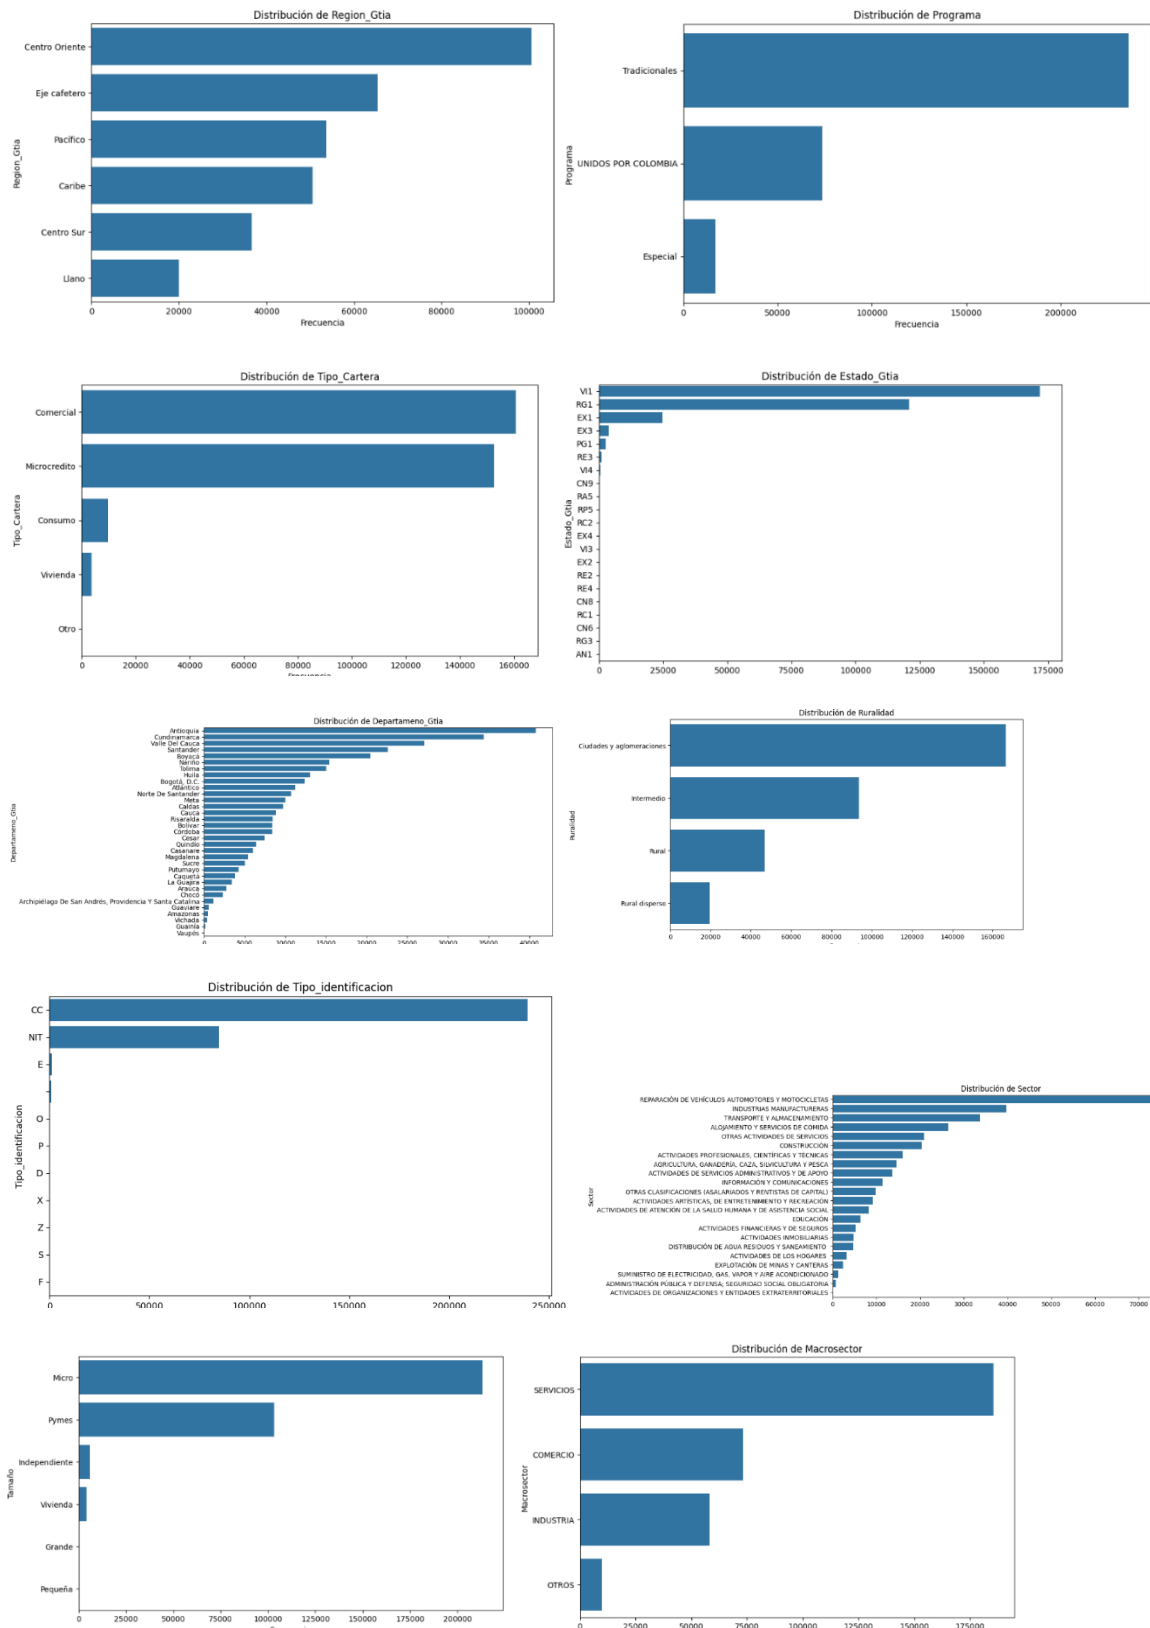 Distribución de Region_Gtia
Centro Oriente
Eje cafetero
Pacífico
Caribe
Centro Sur
Llano
Region_Gtia
0 20000 40000 60000 80000 100000
Frecuencia
Distribución de Programa
Tradicionales
UNIDOS POR COLOMBIA
Especial
Programa
0 50000 100000 150000 200000
Frecuencia
Distribución de Tipo_Cartera
Comercial
Microcredito
Consumo
Vivienda
Otro
Tipo_Cartera
0 20000 40000 60000 80000 100000 120000 140000 160000
Frecuencia
Distribución de Estado_Gtia
VI1
RG1
EX1
EX3
PG1
RE3
VI4
CN9
RA5
RP5
RC2
EX4
VI3
EX2
RE2
RE4
CN8
RC1
CN6
RG3
AN1
Estado_Gtia
0 25000 50000 75000 100000 125000 150000 175000
Distribución de Departameno_Gtia
Antioquia
Cundinamarca
Valle Del Cauca
Santander
Boyacá
Nariño
Tolima
Huila
Bogotá, D.C.
Atlántico
Norte De Santander
Meta
Caldas
Cauca
Risaralda
Bolívar
Córdoba
Cesar
Quindío
Casanare
Magdalena
Sucre
Putumayo
Caquetá
La Guajira
Arauca
Chocó
Archipiélago De San Andrés, Providencia Y Santa Catalina
Guaviare
Amazonas
Vichada
Guainía
Vaupés
Departameno_Gtia
0 5000 10000 15000 20000 25000 30000 35000 40000
Distribución de Ruralidad
Ciudades y aglomeraciones
Intermedio
Rural
Rural disperse
Ruralidad
0 20000 40000 60000 80000 100000 120000 140000 160000
Distribución de Tipo_identificacion
CC
NIT
E
O
P
D
X
Z
S
F
Tipo_identificacion
0 50000 100000 150000 200000 250000
Distribución de Sector
REPARACIÓN DE VEHÍCULOS AUTOMOTORES Y MOTOCICLETAS
INDUSTRIAS MANUFACTURERAS
TRANSPORTE Y ALMACENAMIENTO
ALOJAMIENTO Y SERVICIOS DE COMIDA
OTRAS ACTIVIDADES DE SERVICIOS
CONSTRUCCIÓN
ACTIVIDADES PROFESIONALES, CIENTÍFICAS Y TÉCNICAS
AGRICULTURA, GANADERÍA, CAZA, SILVICULTURA Y PESCA
ACTIVIDADES DE SERVICIOS ADMINISTRATIVOS Y DE APOYO
INFORMACIÓN Y COMUNICACIONES
OTRAS CLASIFICACIONES (ASALARIADOS Y RENTISTAS DE CAPITAL)
ACTIVIDADES ARTÍSTICAS, DE ENTRETENIMIENTO Y RECREACIÓN
ACTIVIDADES DE ATENCIÓN DE LA SALUD HUMANA Y DE ASISTENCIA SOCIAL
EDUCACIÓN
ACTIVIDADES FINANCIERAS Y DE SEGUROS
ACTIVIDADES INMOBILIARIAS
DISTRIBUCIÓN DE AGUA RESIDUOS Y SANEAMIENTO
ACTIVIDADES DE LOS HOGARES
EXPLOTACIÓN DE MINAS Y CANTERAS
SUMINISTRO DE ELECTRICIDAD, GAS, VAPOR Y AIRE ACONDICIONADO
ADMINISTRACIÓN PÚBLICA Y DEFENSA; SEGURIDAD SOCIAL OBLIGATORIA
ACTIVIDADES DE ORGANIZACIONES Y ENTIDADES EXTRATERRITORIALES
Sector
0 10000 20000 30000 40000 50000 60000 70000
Micro
Pymes
Independiente
Vivienda
Grande
Pequeña
Tamaño
0 25000 50000 75000 100000 125000 150000 175000 200000
Frecuencia
Distribución de Macrosector
SERVICIOS
COMERCIO
INDUSTRIA
OTROS
Macrosector
0 25000 50000 75000 100000 125000 150000 175000